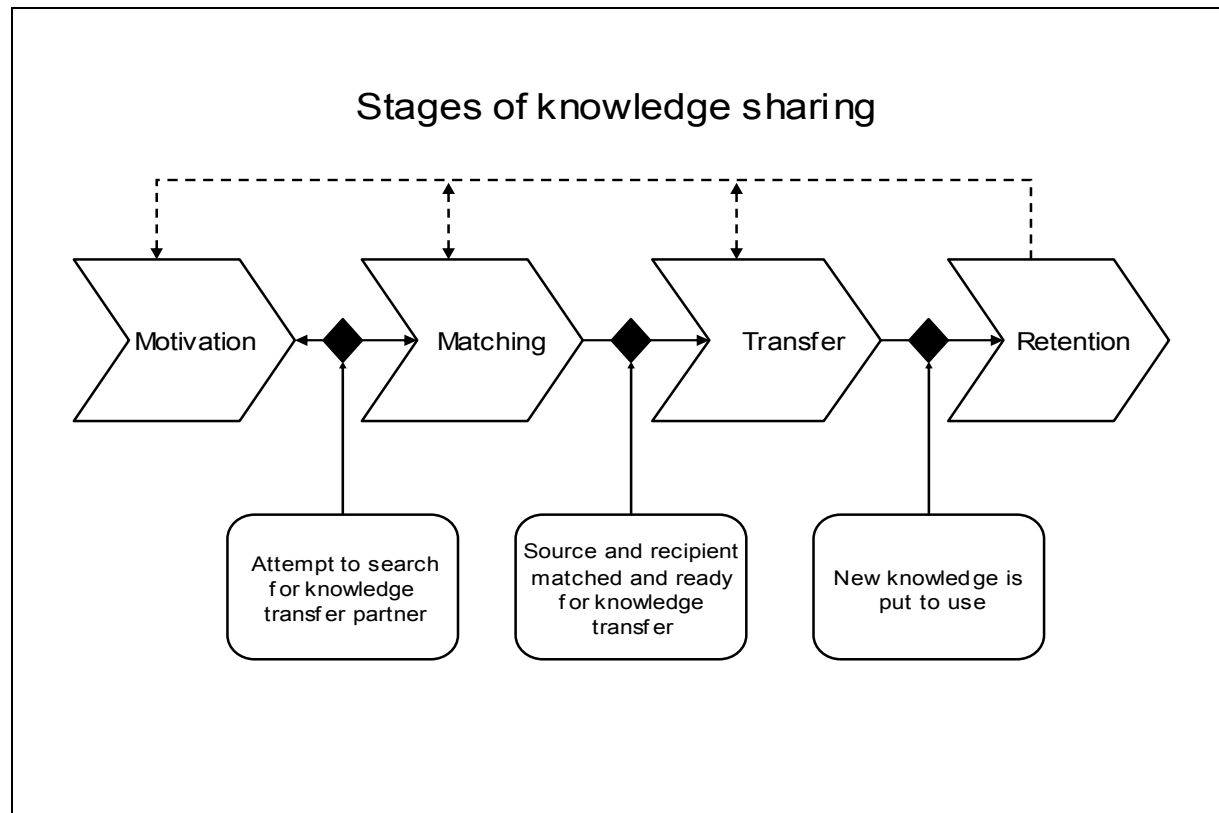 Stages of knowledge sharing
Motivation
Matching
Transfer
Retention
Attempt to search
for knowledge
transfer partner
Source and recipient
matched and ready
for knowledge
transfer
New knowledge is
put to use